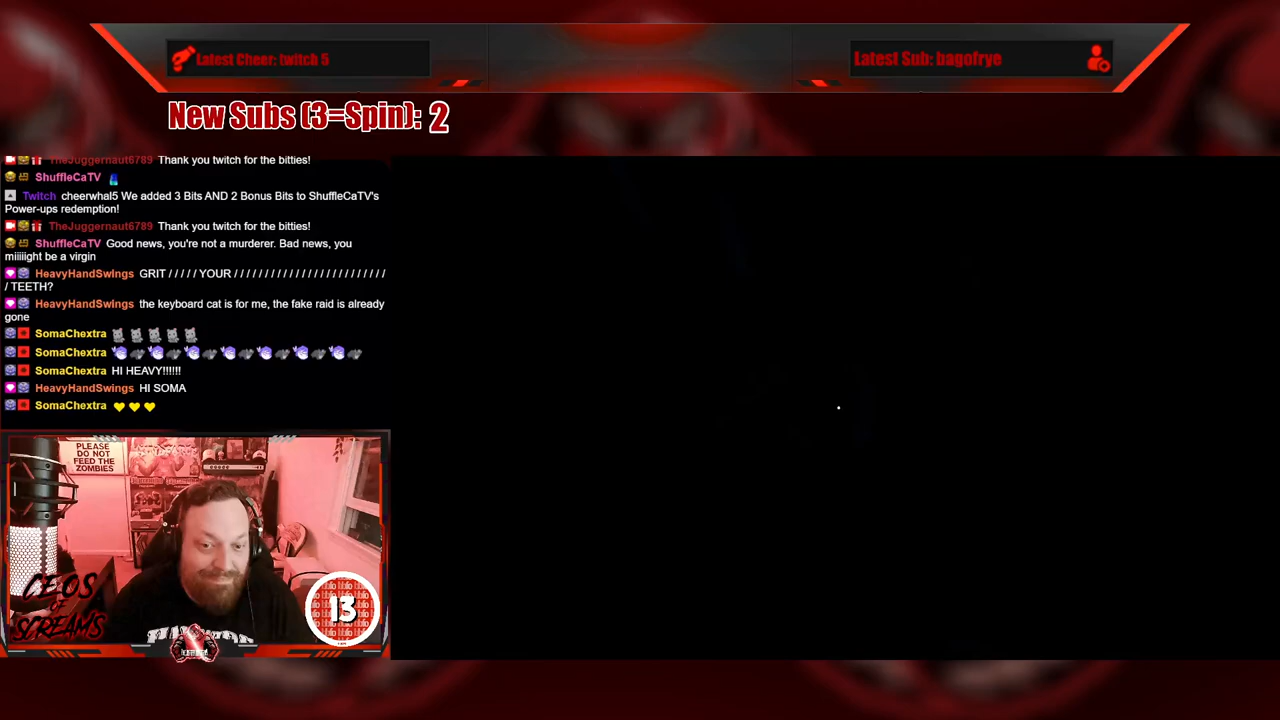 Latest Cheer: twitch 5
Latest Sub: bagofrye
New Subs (3=Spin): 2
TheJuggernaut6789 Thank you twitch for the bitties!
ShuffleCaTV
Twitch cheerwhal5 We added 3 Bits AND 2 Bonus Bits to ShuffleCaTV's
Power-ups redemption!
TheJuggernaut6789 Thank you twitch for the bitties!
ShuffleCaTV Good news, you're not a murderer. Bad news, you
miiiiight be a virgin
HeavyHandSwings GRIT / / / / / YOUR / / / / / / / / / / / / / / / / / / / / / / / / /
/ TEETH?
HeavyHandSwings the keyboard cat is for me, the fake raid is already
gone
SomaChextra
SomaChextra
SomaChextra HI HEAVY!!!!!!
HeavyHandSwings HI SOMA
SomaChextra
PLEASE
DO NOT
FEED THE
ZOMBIES
CEOS
OF
SCREAMS
13